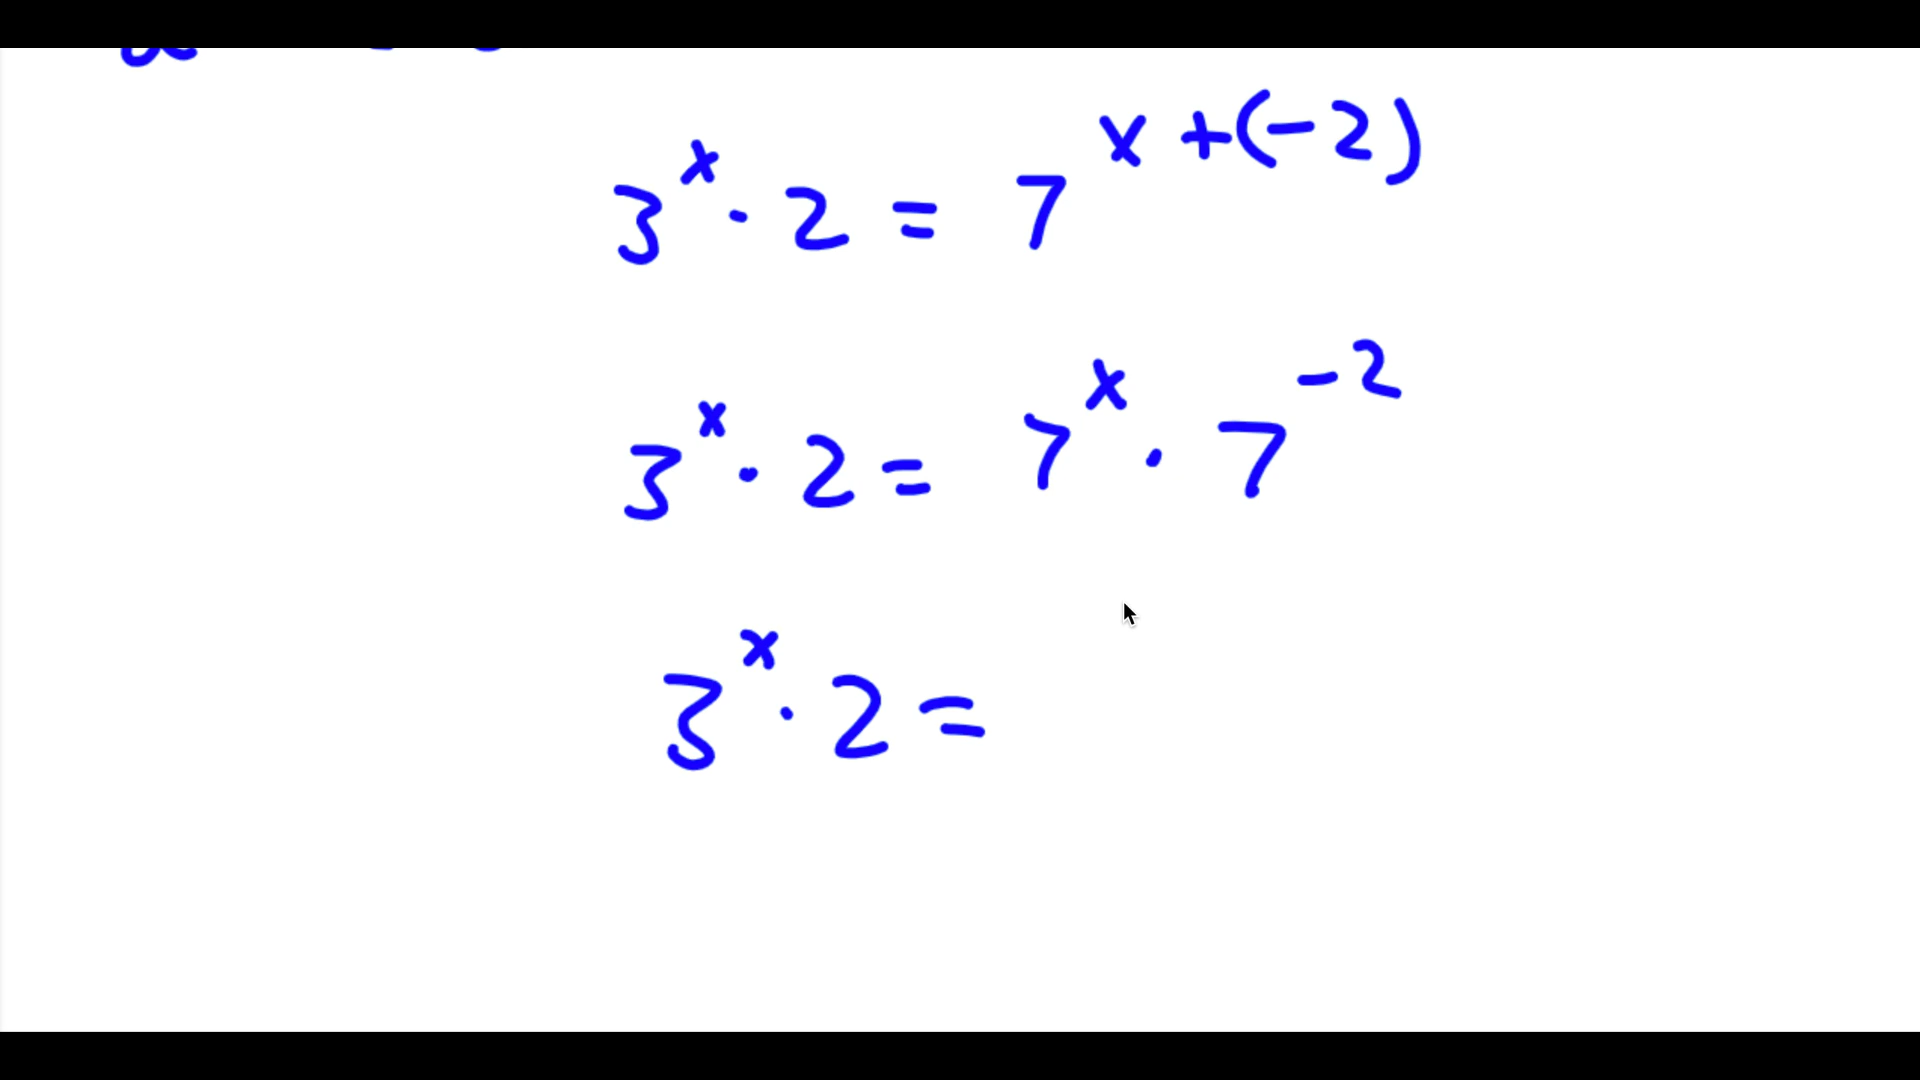 3^x · 2 = 7^x + (-2)
3^x · 2 = 7^x · 7^-2
3^x · 2 =